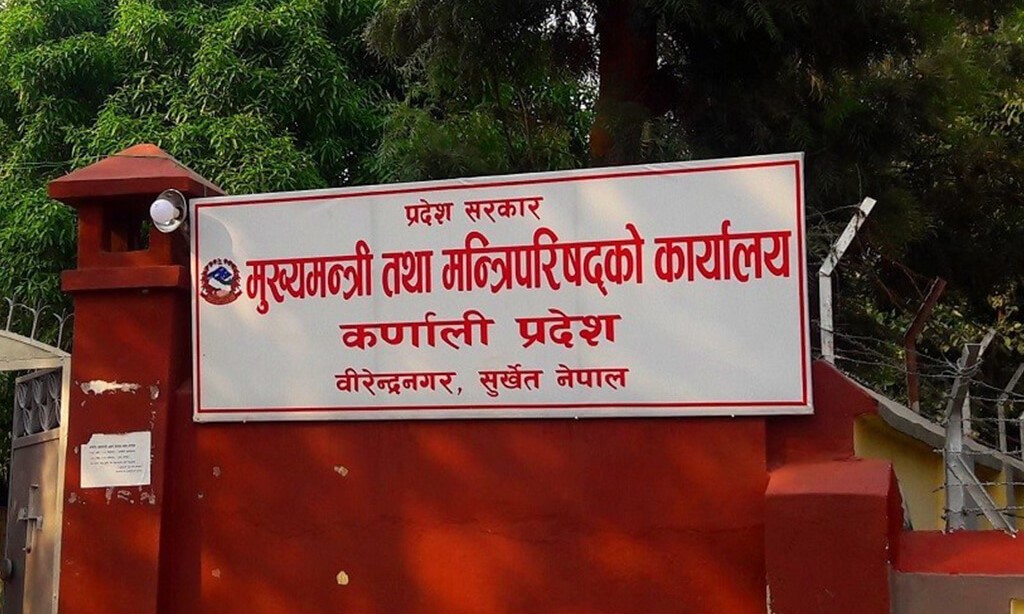 प्रदेश सरकार
मुख्यमन्त्री तथा मन्त्रिपरिषद्को कार्यालय
कर्णाली प्रदेश
वीरेन्द्रनगर, सुर्खेत नेपाल